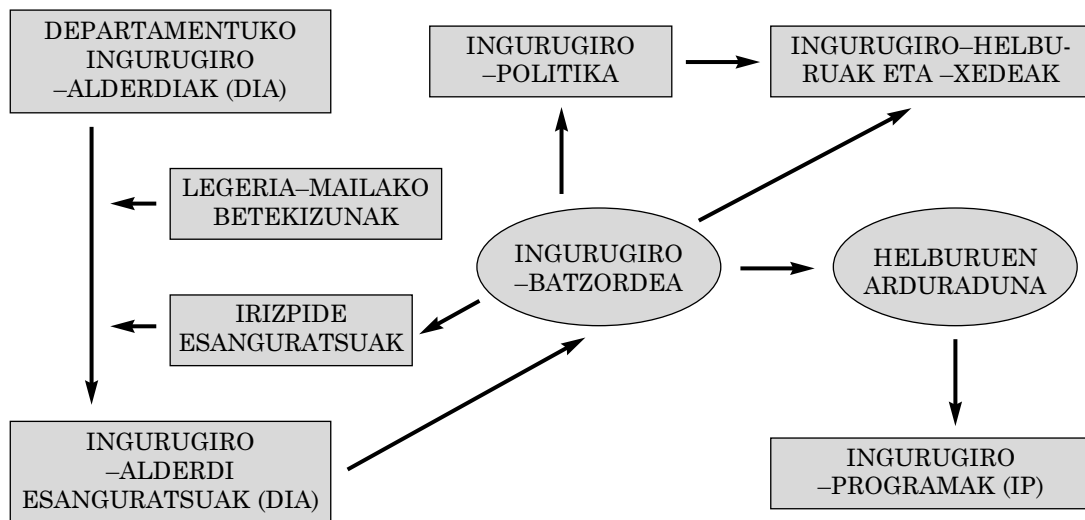 DEPARTAMENTUKO
INGURUGIRO
–ALDERDIAK (DIA)
INGURUGIRO
–POLITIKA
INGURUGIRO–HELBU-
RUAK ETA –XEDEAK
LEGERIA–MAILAKO
BETEKIZUNAK
INGURUGIRO
–BATZORDEA
HELBURUEN
ARDURADUNA
IRIZPIDE
ESANGURATSUAK
INGURUGIRO
–ALDERDI
ESANGURATSUAK (DIA)
INGURUGIRO
–PROGRAMAK (IP)